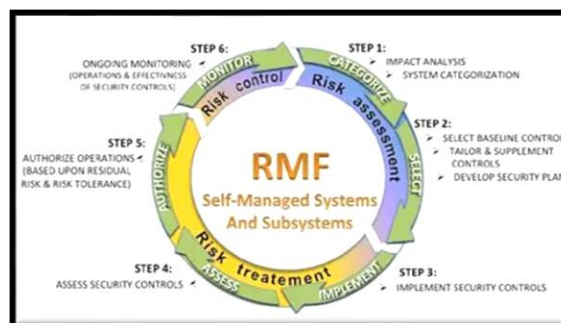 STEP 1:
IMPACT ANALYSIS
SYSTEM CATEGORIZATION
STEP 2:
SELECT BASELINE CONTROL
TAILOR & SUPPLEMENT
CONTROLS
DEVELOP SECURITY PLAN
STEP 3:
IMPLEMENT SECURITY CONTROLS
STEP 4:
ASSESS SECURITY CONTROLS
STEP 5:
AUTHORIZE OPERATIONS
(BASED UPON RESIDUAL
RISK & RISK TOLERANCE)
STEP 6:
ONGOING MONITORING
(OPERATIONS & EFFECTIVNESS
OF SECURITY CONTROLS)
CATEGORIZE
SELECT
IMPLEMENT
ASSESS
AUTHORIZE
MONITOR
Risk assessment
Risk treatement
Risk control
RMF
Self-Managed Systems
And Subsystems